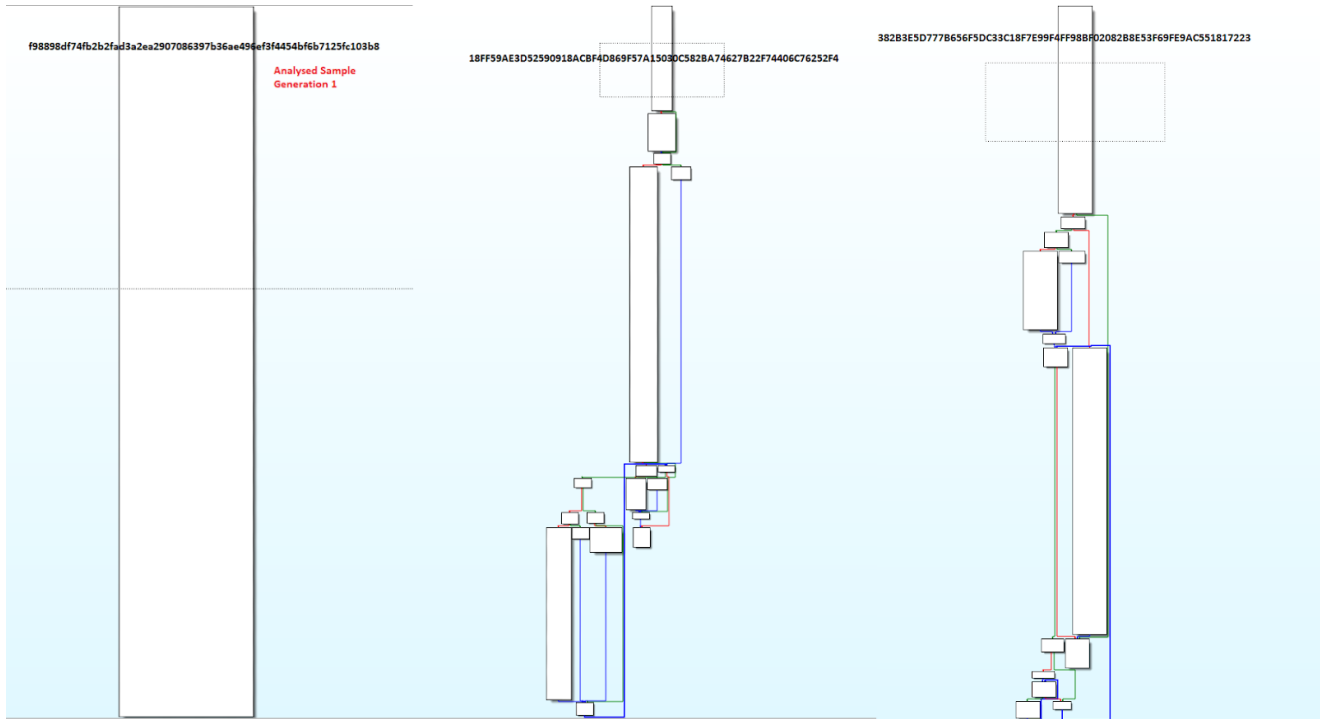 f98898df74fb2b2fad3a2ea2907086397b36ae496ef3f4454bf6b7125fc103b8
Analysed Sample
Generation 1
18FF59AE3D52590918ACBF4D869F57A15030C582BA74627B22F74406C76252F4
382B3E5D777B656F5DC33C18F7E99F4FF98BF02082B8E53F69FE9AC551817223